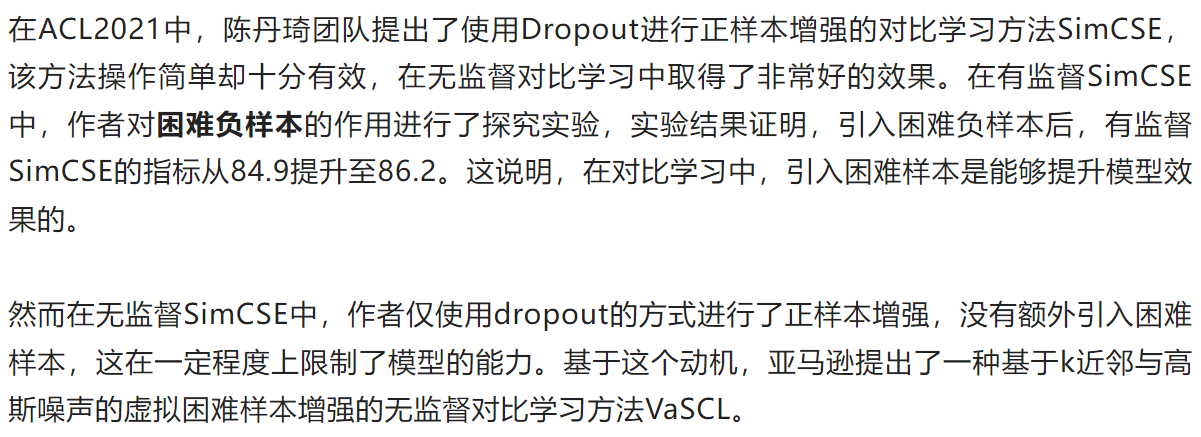 在ACL2021中，陈丹琦团队提出了使用Dropout进行正样本增强的对比学习方法SimCSE，
该方法操作简单却十分有效，在无监督对比学习中取得了非常好的效果。在有监督SimCSE
中，作者对困难负样本的作用进行了探究实验，实验结果证明，引入困难负样本后，有监督
SimCSE的指标从84.9提升至86.2。这说明，在对比学习中，引入困难样本是能够提升模型效
果的。
然而在无监督SimCSE中，作者仅使用dropout的方式进行了正样本增强，没有额外引入困难
样本，这在一定程度上限制了模型的能力。基于这个动机，亚马逊提出了一种基于k近邻与高
斯噪声的虚拟困难样本增强的无监督对比学习方法VaSCL。